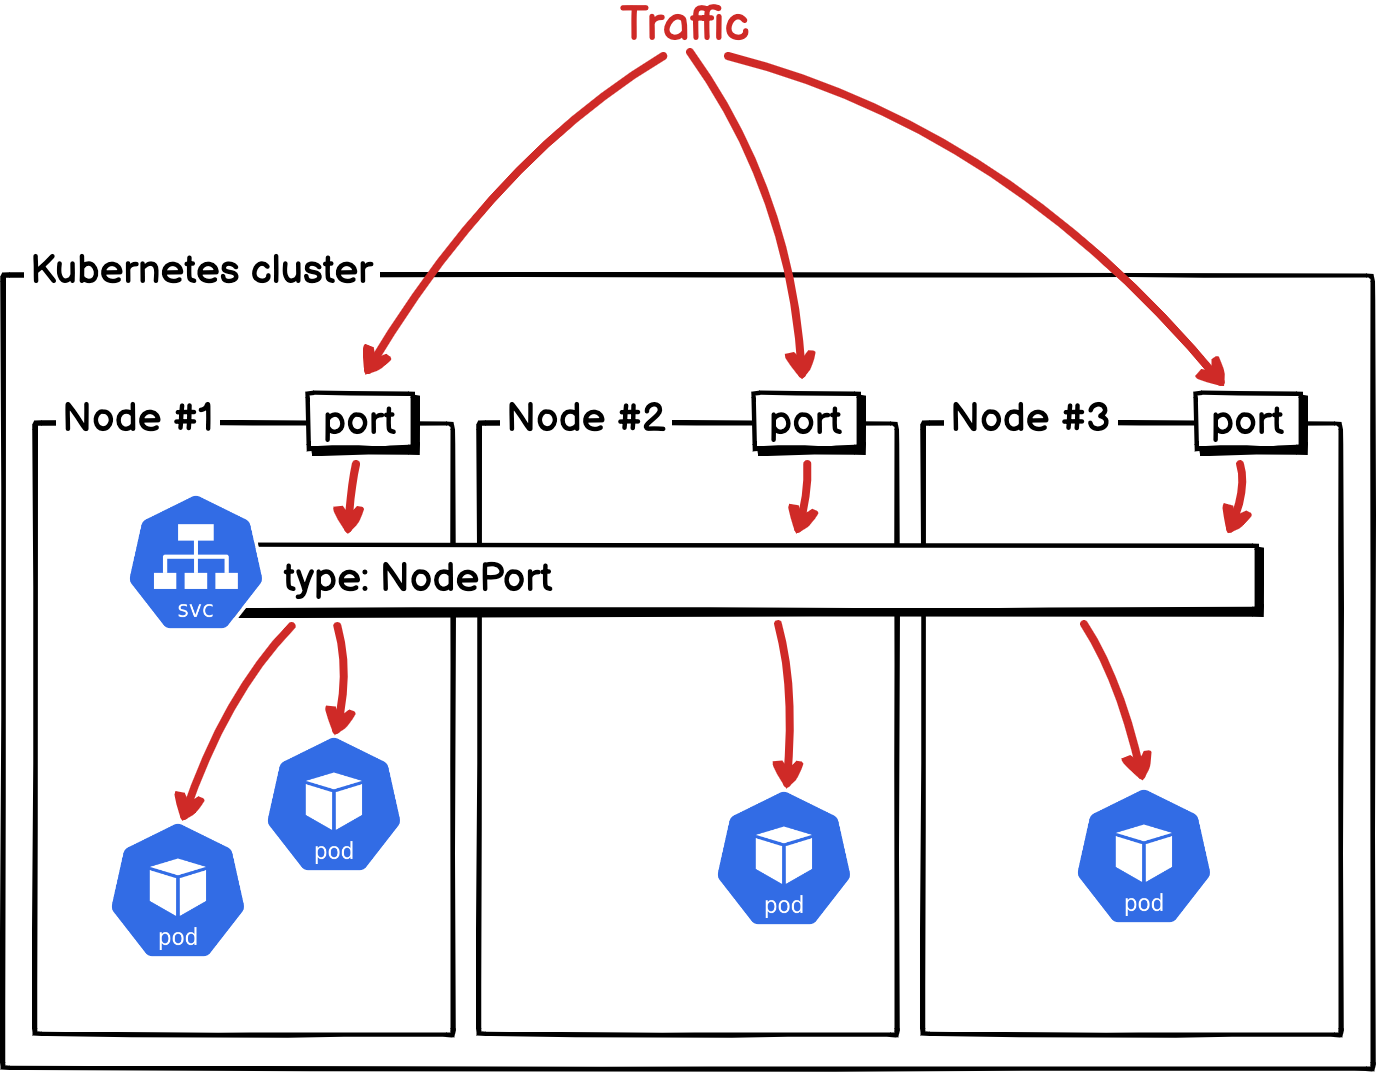 Traffic
Kubernetes cluster
Node #1
port
Node #2
port
Node #3
port
svc
type: NodePort
pod
pod
pod
pod